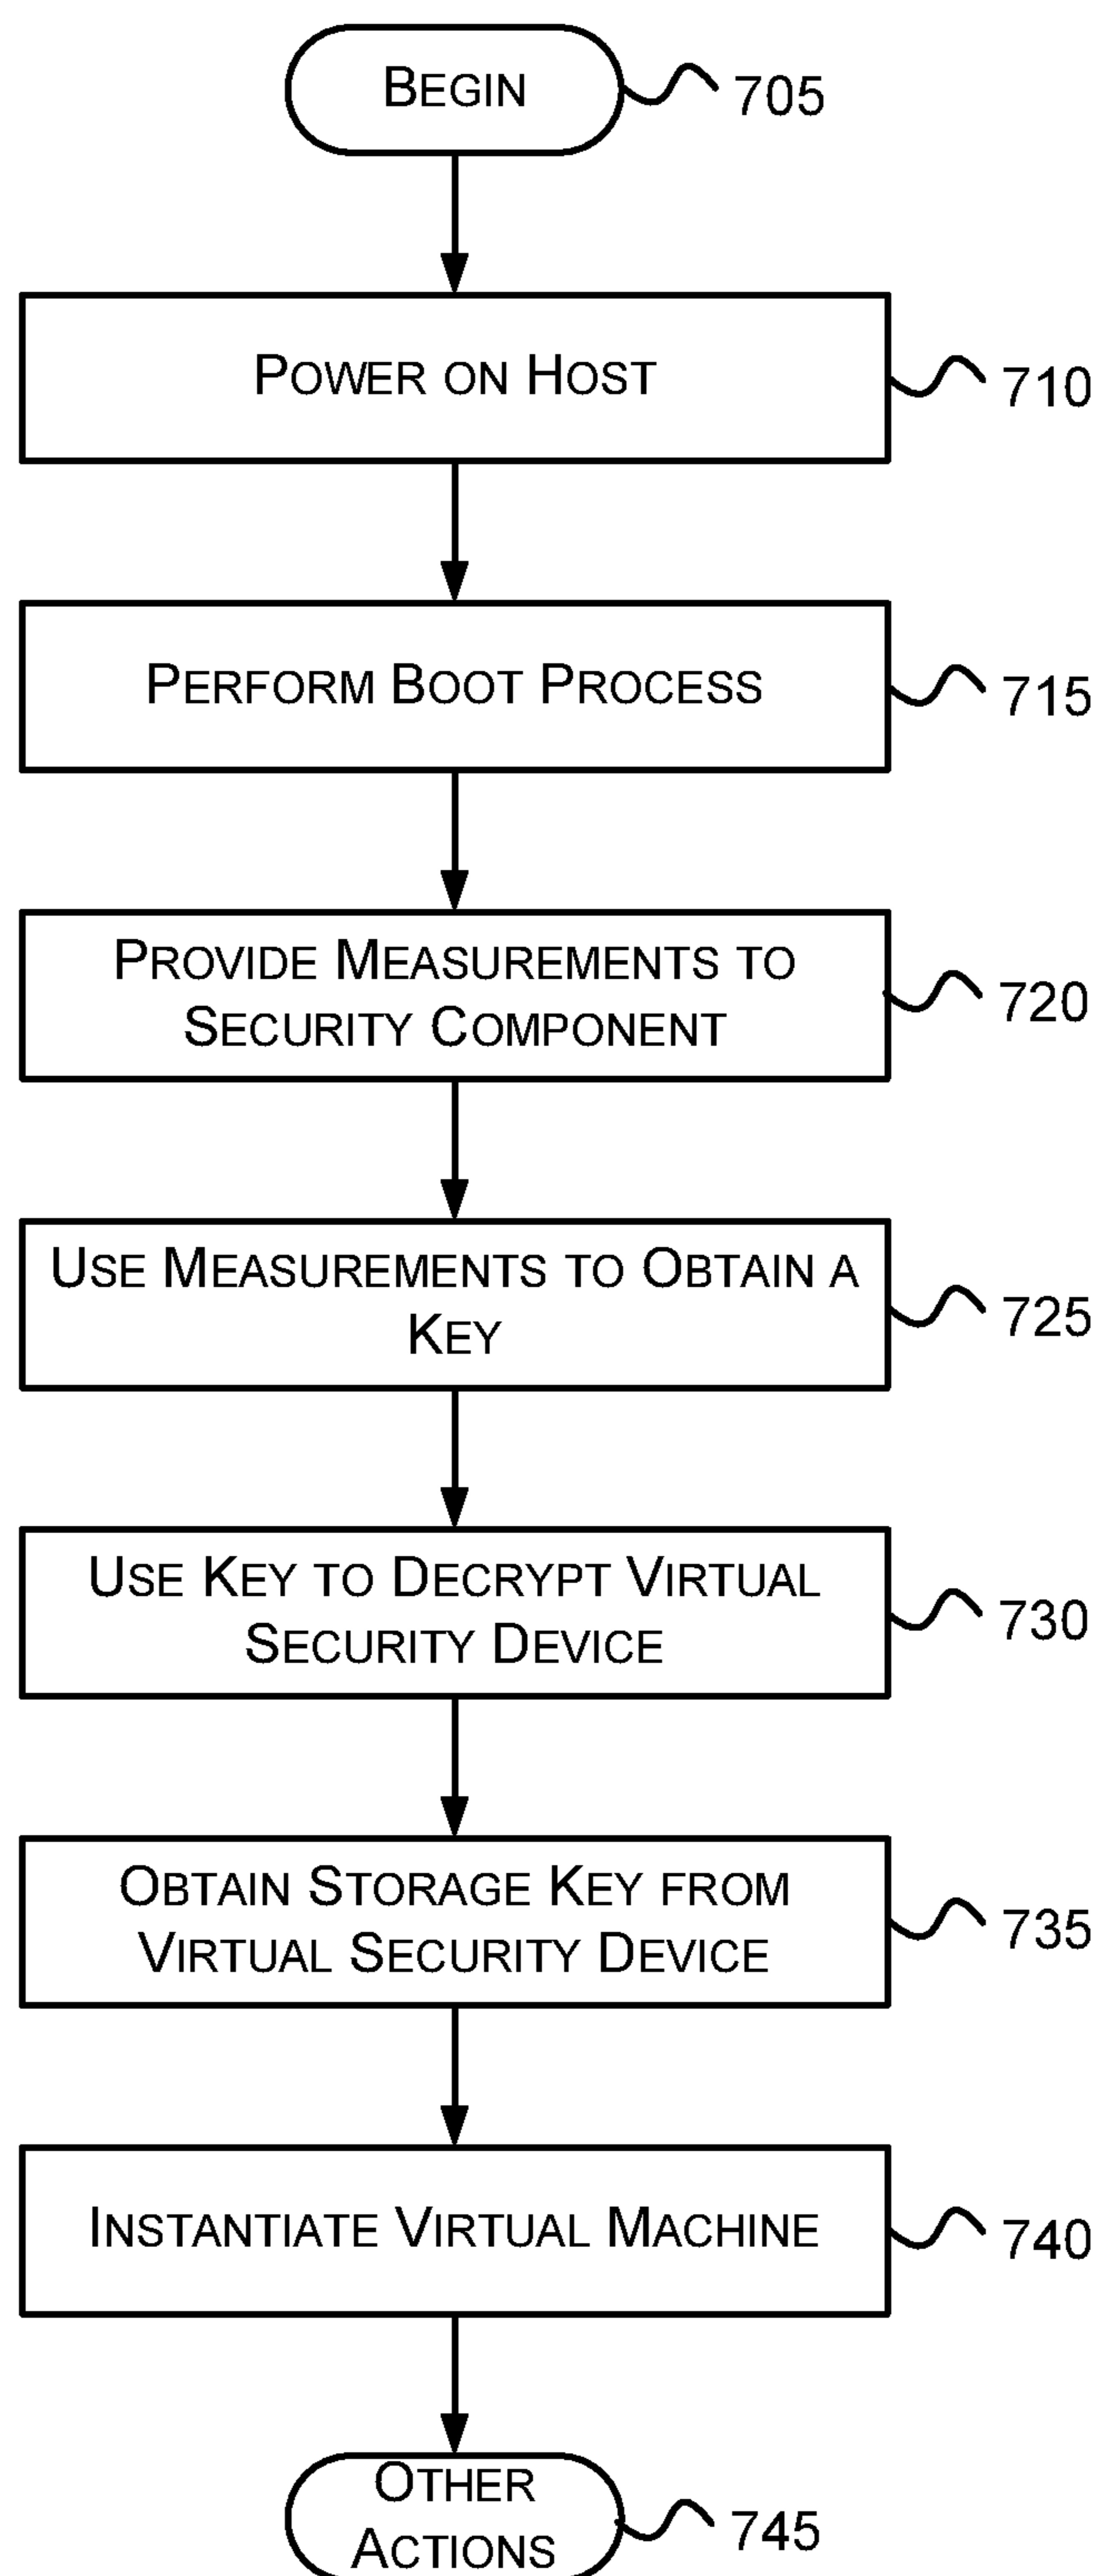 BEGIN
705
POWER ON HOST
710
PERFORM BOOT PROCESS
715
PROVIDE MEASUREMENTS TO
SECURITY COMPONENT
720
USE MEASUREMENTS TO OBTAIN A
KEY
725
USE KEY TO DECRYPT VIRTUAL
SECURITY DEVICE
730
OBTAIN STORAGE KEY FROM
VIRTUAL SECURITY DEVICE
735
INSTANTIATE VIRTUAL MACHINE
740
OTHER
ACTIONS
745